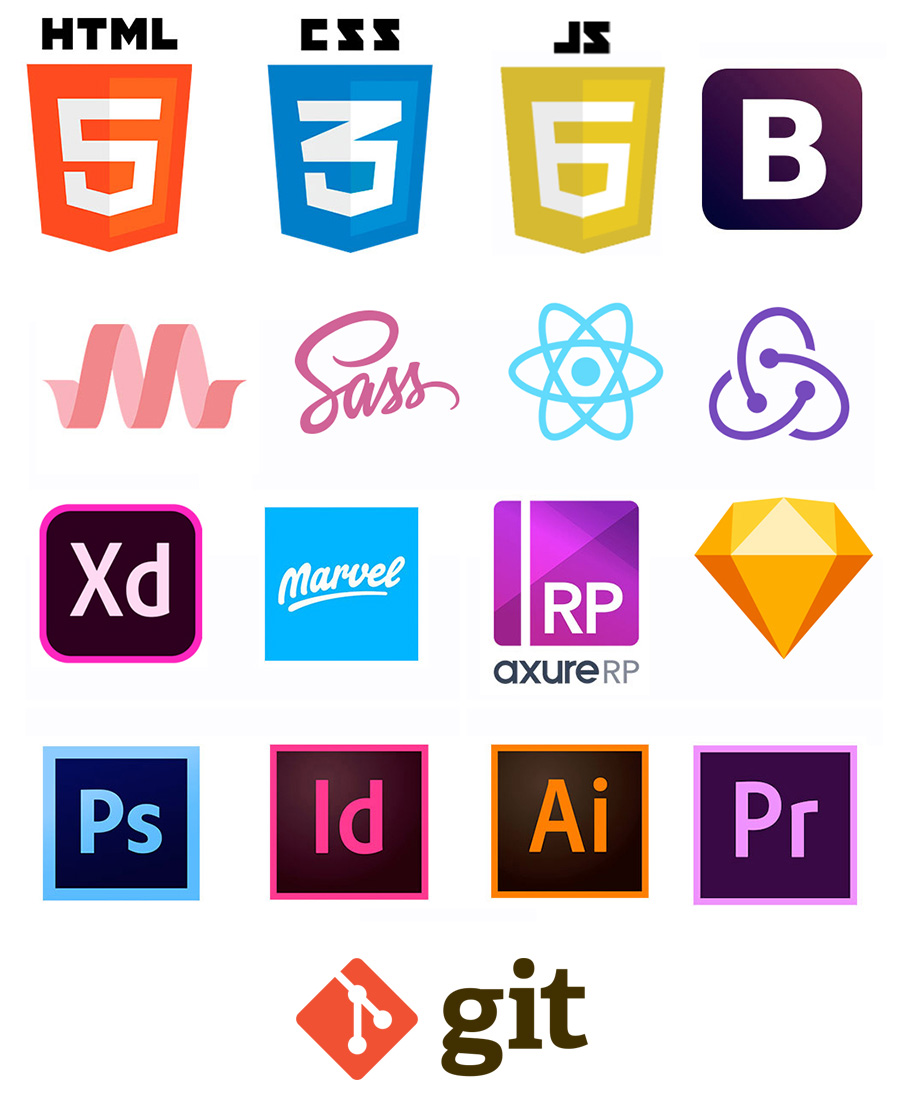 HTML CSS JS
5 3 6 B
Sass
Xd Marvel RP
axure RP
Ps Id Ai Pr
git